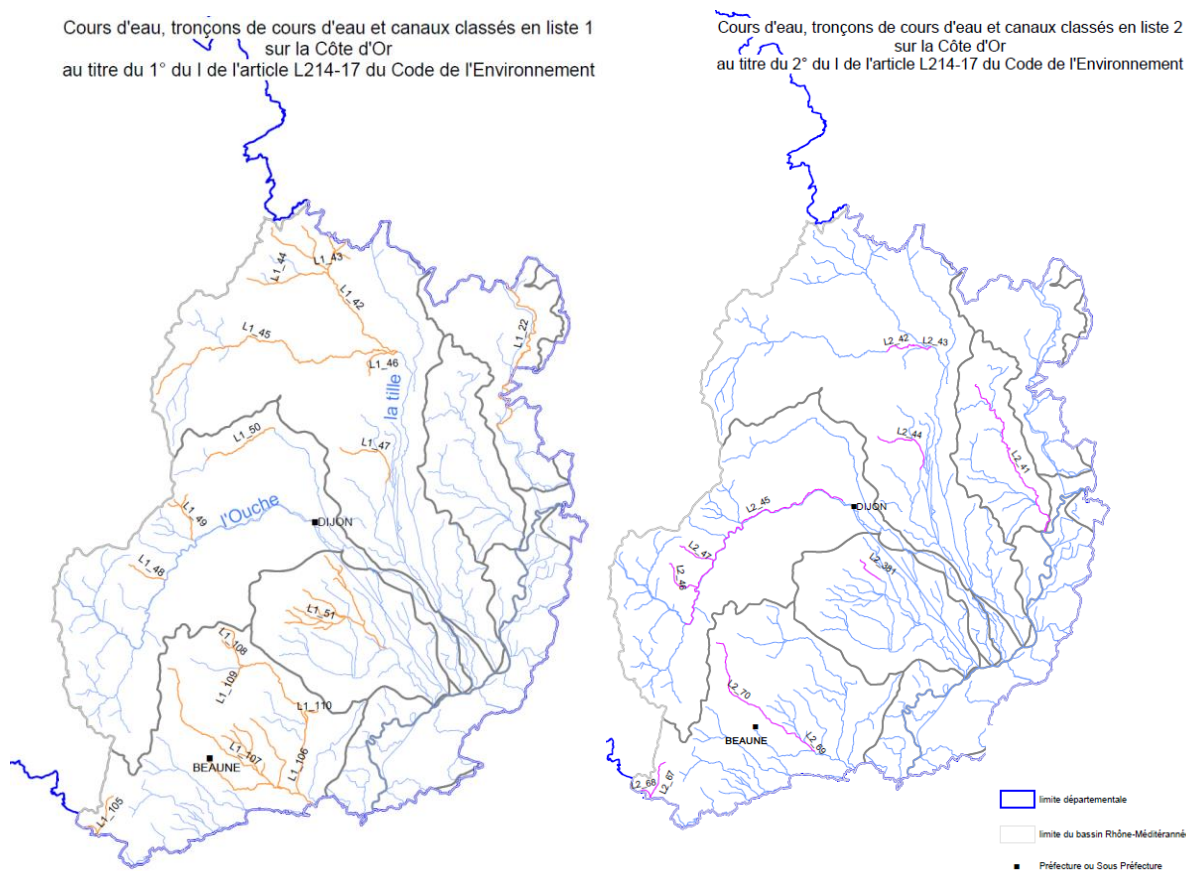 Cours d'eau, tronçons de cours d'eau et canaux classés en liste 1
sur la Côte d'Or
au titre du 1° du I de l'article L214-17 du Code de l'Environnement
L1_44
L1_43
L1_42
L1_22
L1_45
L1_46
la tille
L1_50
L1_47
L1_49
l'Ouche
DIJON
L1_48
L1_51
L1_108
L1_109
L1_110
L1_107
L1_106
BEAUNE
L1_105
Cours d'eau, tronçons de cours d'eau et canaux classés en liste 2
sur la Côte d'Or
au titre du 2° du I de l'article L214-17 du Code de l'Environnement
L2_42
L2_43
L2_44
L2_41
L2_45
DIJON
L2_47
L2_46
L2_381
L2_70
BEAUNE
L2_69
L2_68
L2_67
limite départementale
limite du bassin Rhône-Méditéranné
Préfecture ou Sous Préfecture